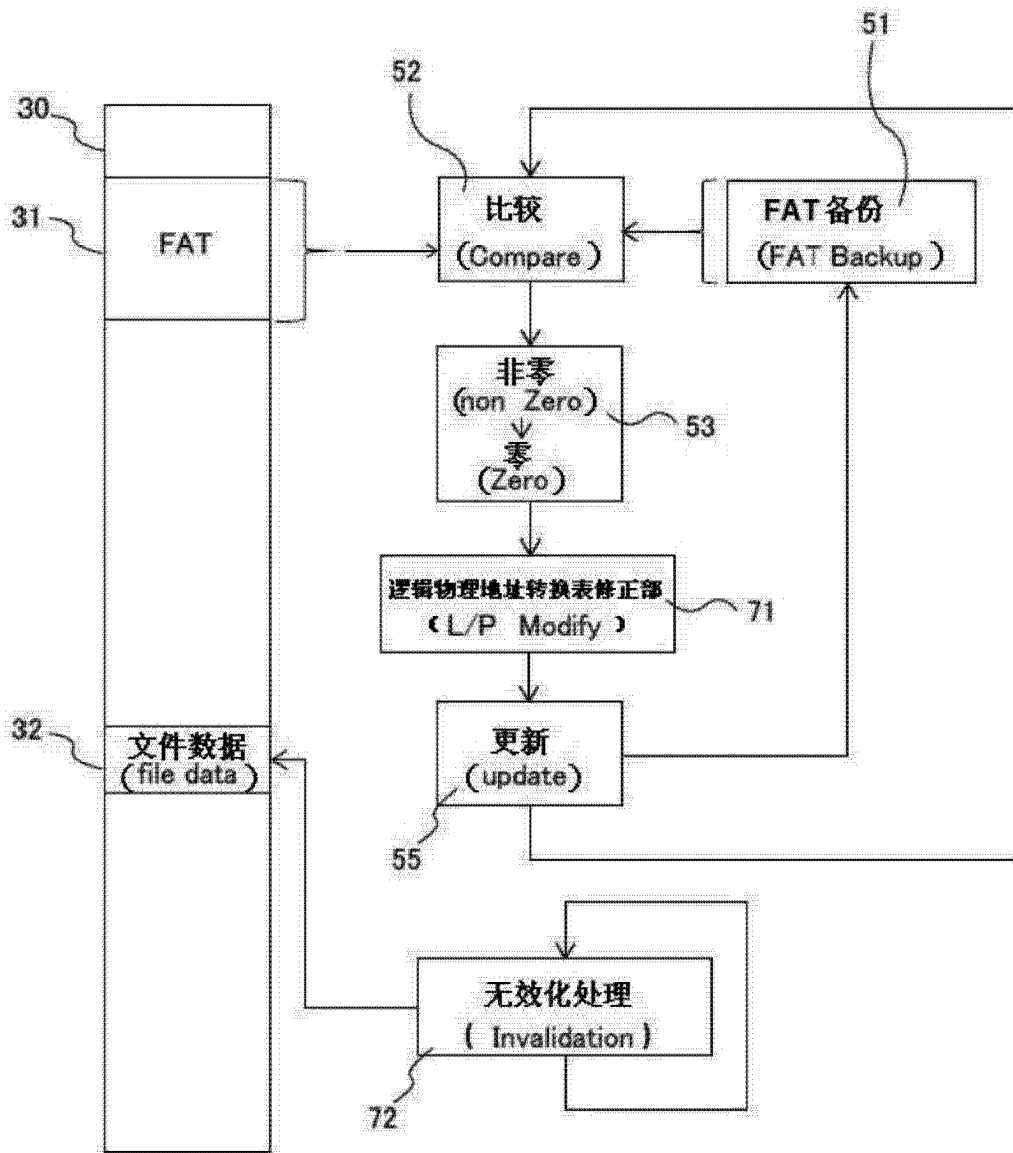 51
52
30
比较
(Compare)
FAT备份
(FAT Backup)
31
FAT
非零
(non Zero)
53
零
(Zero)
逻辑物理地址转换表修正部
(L/P Modify)
71
32
文件数据
(file data)
更新
(update)
55
无效化处理
( Invalidation )
72